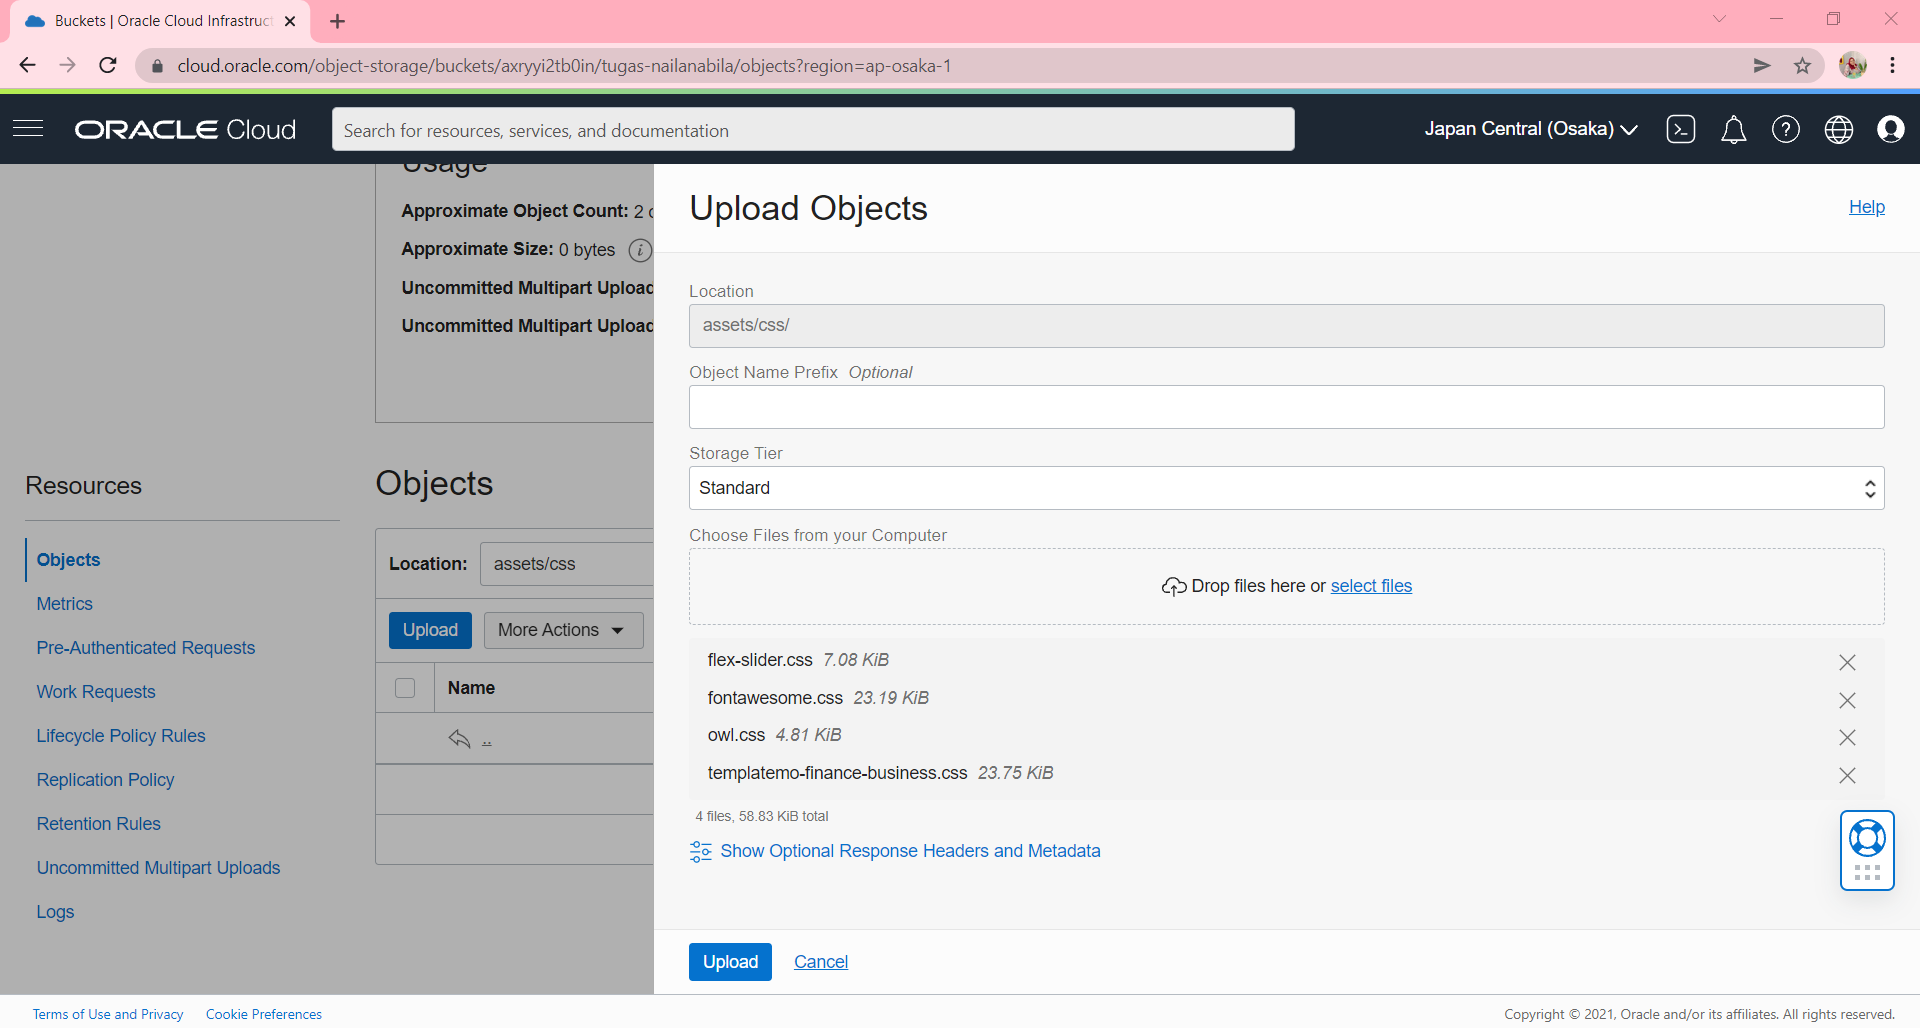 Buckets | Oracle Cloud Infrastruct
cloud.oracle.com/object-storage/buckets/axryyi2tb0in/tugas-nailanabila/objects?region=ap-osaka-1
ORACLE Cloud
Search for resources, services, and documentation
Japan Central (Osaka)
Usage
Approximate Object Count: 2
Approximate Size: 0 bytes
Uncommitted Multipart Upload
Uncommitted Multipart Upload
Resources
Objects
Metrics
Pre-Authenticated Requests
Work Requests
Lifecycle Policy Rules
Replication Policy
Retention Rules
Uncommitted Multipart Uploads
Logs
Objects
Location: assets/css
Upload More Actions
Name
..
Upload Objects
Help
Location
assets/css/
Object Name Prefix Optional
Storage Tier
Standard
Choose Files from your Computer
Drop files here or select files
flex-slider.css 7.08 KiB
fontawesome.css 23.19 KiB
owl.css 4.81 KiB
templatemo-finance-business.css 23.75 KiB
4 files, 58.83 KiB total
Show Optional Response Headers and Metadata
Upload Cancel
Terms of Use and Privacy Cookie Preferences
Copyright © 2021, Oracle and/or its affiliates. All rights reserved.